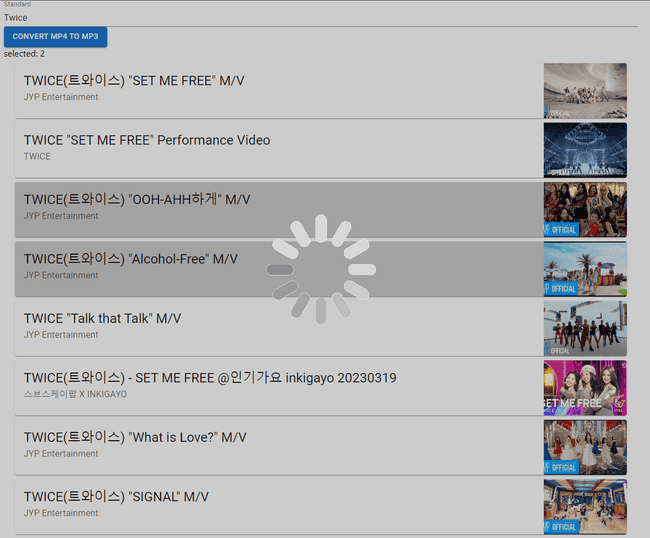 Standard
Twice
CONVERT MP4 TO MP3
selected: 2
TWICE(트와이스) "SET ME FREE" M/V
JYP Entertainment
OFFICIAL
TWICE "SET ME FREE" Performance Video
TWICE
OFFICIAL
TWICE(트와이스) "OOH-AHH하게" M/V
JYP Entertainment
OFFICIAL
TWICE(트와이스) "Alcohol-Free" M/V
JYP Entertainment
OFFICIAL
TWICE "Talk that Talk" M/V
JYP Entertainment
OFFICIAL
TWICE(트와이스) - SET ME FREE @인기가요 inkigayo 20230319
스브스케이팝 X INKIGAYO
SET ME FREE
TWICE(트와이스) "What is Love?" M/V
JYP Entertainment
OFFICIAL
TWICE(트와이스) "SIGNAL" M/V
JYP Entertainment
OFFICIAL